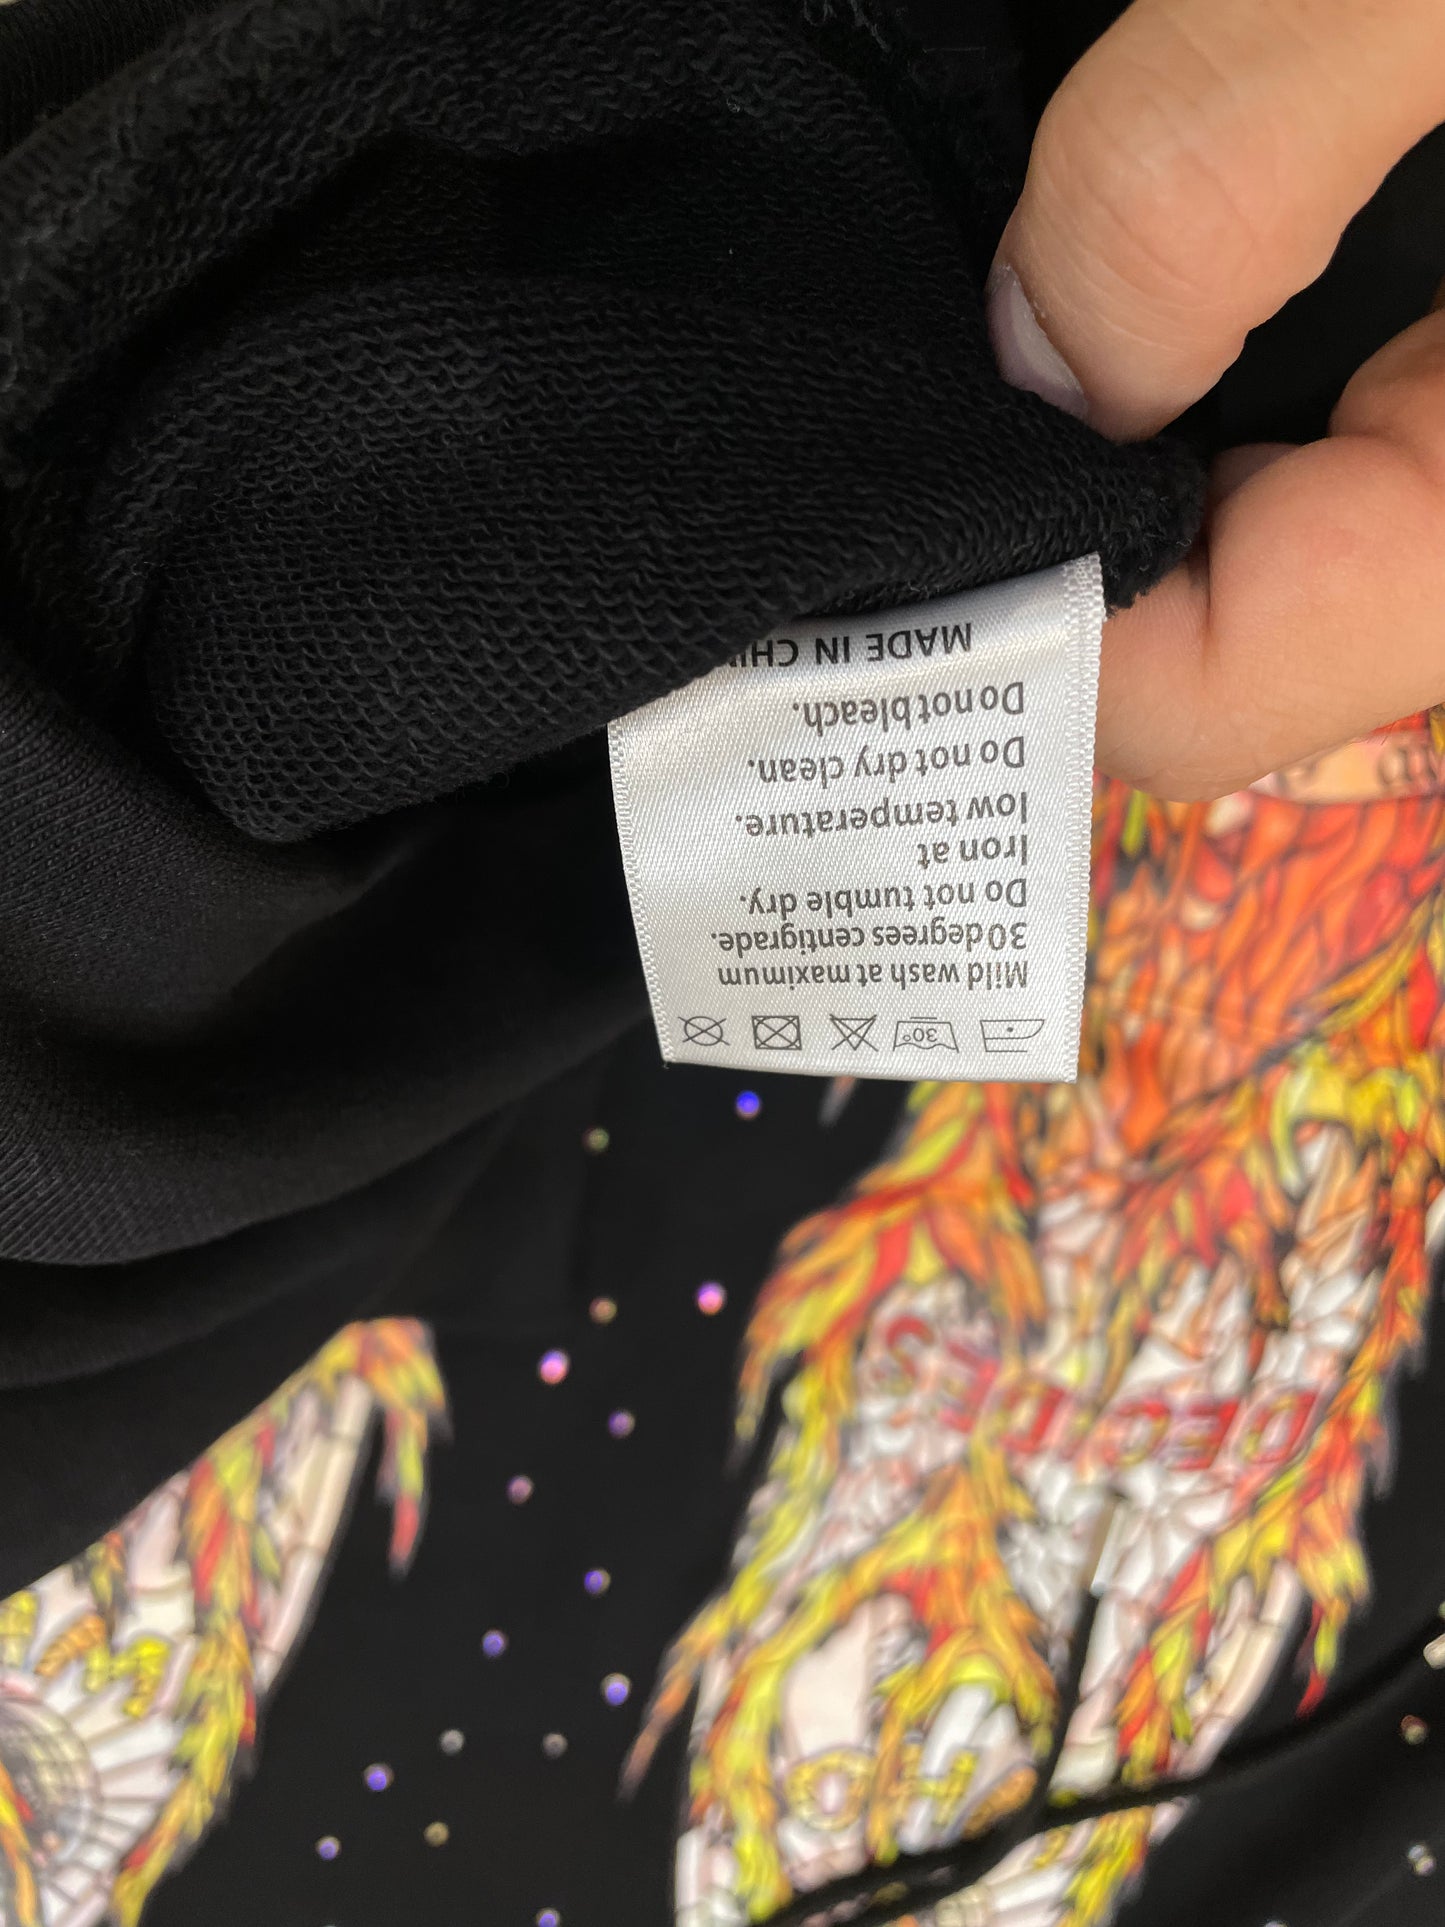 30°
Mild wash at maximum
30 degrees centigrade.
Do not tumble dry.
Iron at
low temperature.
Do not dry clean.
Do not bleach.
MADE IN